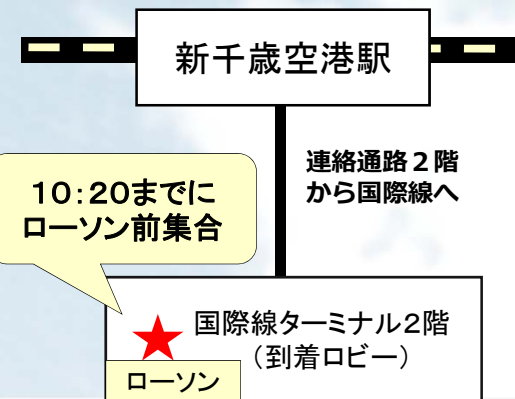 新千歳空港駅
連絡通路２階
から国際線へ
１０：２０までに
ローソン前集合
国際線ターミナル２階
（到着ロビー）
ローソン